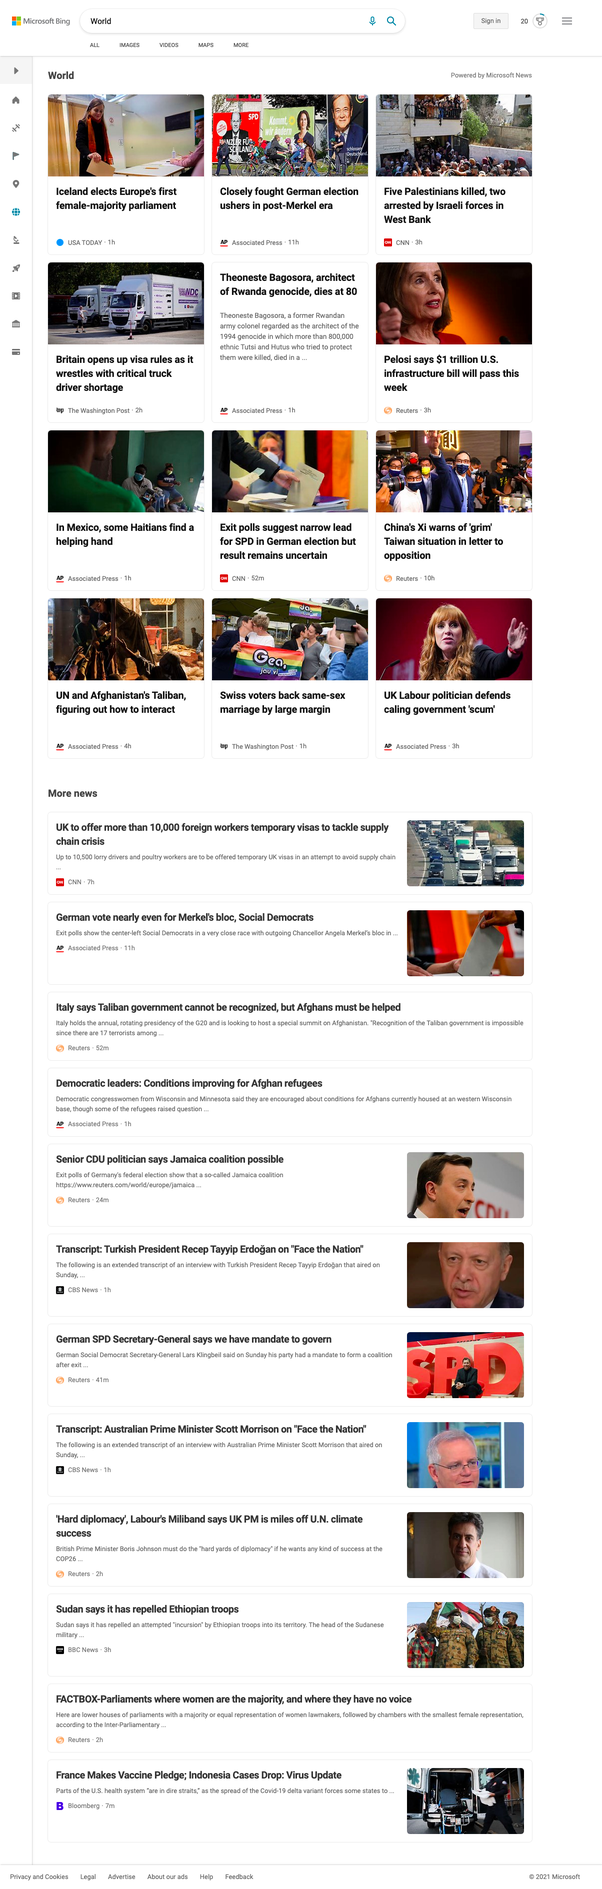 Microsoft Bing
World
Sign in
20
ALL
IMAGES
VIDEOS
MAPS
MORE
World
Powered by Microsoft News
SPD
Iceland elects Europe's first
female-majority parliament
USA TODAY · 1h
Closely fought German election
ushers in post-Merkel era
AP Associated Press · 11h
Five Palestinians killed, two
arrested by Israeli forces in
West Bank
CNN · 3h
NDC
Britain opens up visa rules as it
wrestles with critical truck
driver shortage
wp The Washington Post · 2h
Theoneste Bagosora, architect
of Rwanda genocide, dies at 80
Theoneste Bagosora, a former Rwandan
army colonel regarded as the architect of the
1994 genocide in which more than 800,000
ethnic Tutsi and Hutus who tried to protect
them were killed, died in a ...
AP Associated Press · 1h
Pelosi says $1 trillion U.S.
infrastructure bill will pass this
week
Reuters · 3h
In Mexico, some Haitians find a
helping hand
AP Associated Press · 1h
Exit polls suggest narrow lead
for SPD in German election but
result remains uncertain
CNN · 52m
China's Xi warns of 'grim'
Taiwan situation in letter to
opposition
Reuters · 10h
UN and Afghanistan's Taliban,
figuring out how to interact
AP Associated Press · 4h
Swiss voters back same-sex
marriage by large margin
wp The Washington Post · 1h
UK Labour politician defends
caling government 'scum'
AP Associated Press · 3h
More news
UK to offer more than 10,000 foreign workers temporary visas to tackle supply
chain crisis
Up to 10,500 lorry drivers and poultry workers are to be offered temporary UK visas in an attempt to avoid supply chain
...
CNN · 7h
German vote nearly even for Merkel's bloc, Social Democrats
Exit polls show the center-left Social Democrats in a very close race with outgoing Chancellor Angela Merkel's bloc in ...
AP Associated Press · 11h
Italy says Taliban government cannot be recognized, but Afghans must be helped
Italy holds the annual, rotating presidency of the G20 and is looking to host a special summit on Afghanistan. "Recognition of the Taliban government is impossible
since there are 17 terrorists among ...
Reuters · 52m
Democratic leaders: Conditions improving for Afghan refugees
Democratic congresswomen from Wisconsin and Minnesota said they are encouraged about conditions for Afghans currently housed at an western Wisconsin
base, though some of the refugees raised question ...
AP Associated Press · 1h
Senior CDU politician says Jamaica coalition possible
Exit polls of Germany's federal election show that a so-called Jamaica coalition
https://www.reuters.com/world/europe/jamaica ...
Reuters · 24m
CDU
Transcript: Turkish President Recep Tayyip Erdoğan on "Face the Nation"
The following is an extended transcript of an interview with Turkish President Recep Tayyip Erdoğan that aired on
Sunday, ...
CBS News · 1h
German SPD Secretary-General says we have mandate to govern
German Social Democrat Secretary-General Lars Klingbeil said on Sunday his party had a mandate to form a coalition
after exit ...
Reuters · 41m
SPD
Transcript: Australian Prime Minister Scott Morrison on "Face the Nation"
The following is an extended transcript of an interview with Australian Prime Minister Scott Morrison that aired on
Sunday, ...
CBS News · 1h
'Hard diplomacy', Labour's Miliband says UK PM is miles off U.N. climate
success
British Prime Minister Boris Johnson must do the "hard yards of diplomacy" if he wants any kind of success at the
COP26 ...
Reuters · 2h
Sudan says it has repelled Ethiopian troops
Sudan says it has repelled an attempted "incursion" by Ethiopian troops into its territory. The head of the Sudanese
military ...
BBC News · 3h
FACTBOX-Parliaments where women are the majority, and where they have no voice
Here are lower houses of parliaments with a majority or equal representation of women lawmakers, followed by chambers with the smallest female representation,
according to the Inter-Parliamentary ...
Reuters · 2h
France Makes Vaccine Pledge; Indonesia Cases Drop: Virus Update
Parts of the U.S. health system "are in dire straits," as the spread of the Covid-19 delta variant forces some states to ...
B Bloomberg · 7m
Privacy and Cookies
Legal
Advertise
About our ads
Help
Feedback
© 2021 Microsoft